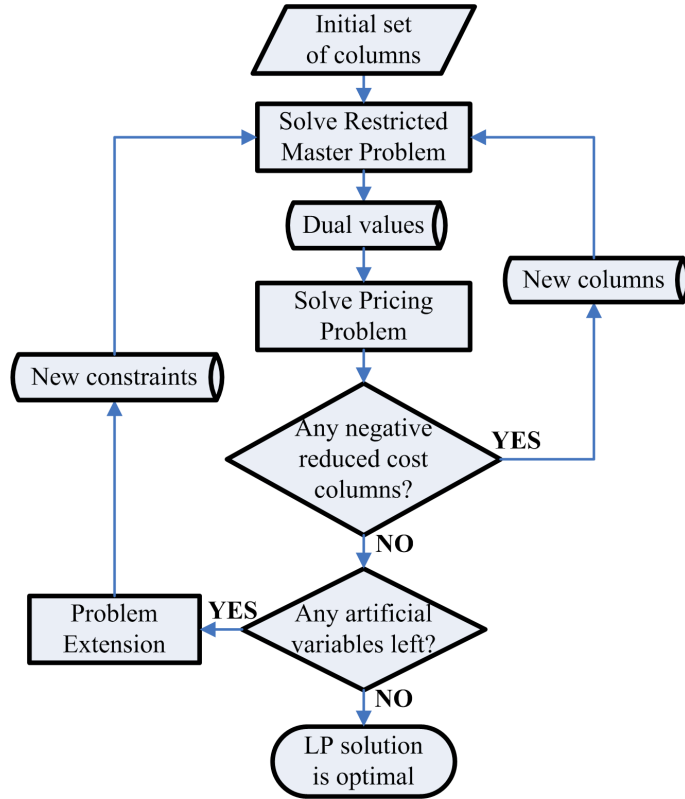 Initial set
of columns
Solve Restricted
Master Problem
Dual values
New columns
Solve Pricing
Problem
New constraints
Any negative
reduced cost
columns?
YES
NO
Any artificial
variables left?
YES
Problem
Extension
NO
LP solution
is optimal